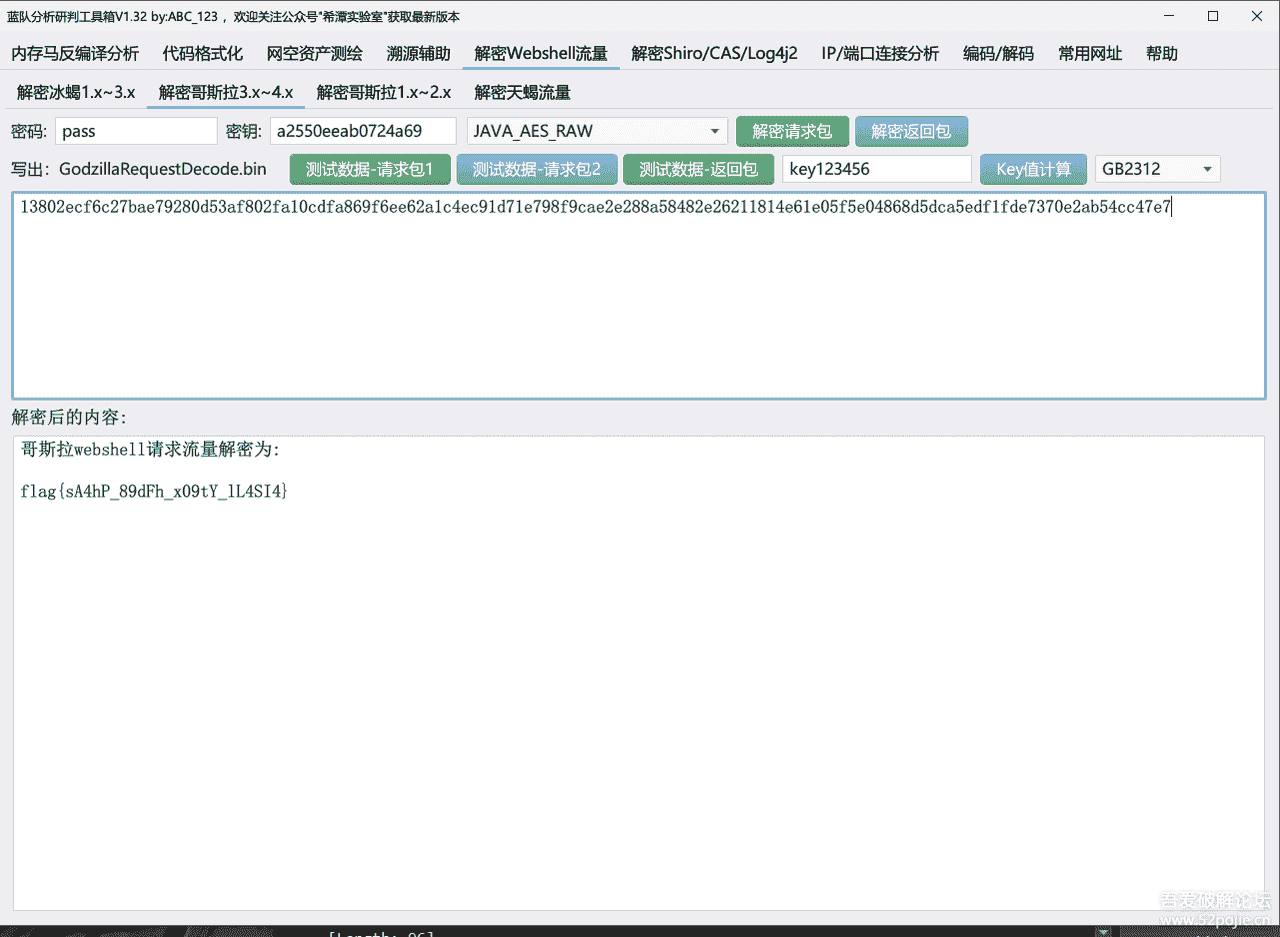 蓝队分析研判工具箱V1.32 by:ABC_123 ，欢迎关注公众号"希潭实验室"获取最新版本
内存马反编译分析 代码格式化 网空资产测绘 溯源辅助 解密Webshell流量 解密Shiro/CAS/Log4j2 IP/端口连接分析 编码/解码 常用网址 帮助
解密冰蝎1.x~3.x 解密哥斯拉3.x~4.x 解密哥斯拉1.x~2.x 解密天蝎流量
密码: pass 密钥: a2550eeab0724a69 JAVA_AES_RAW 解密请求包 解密返回包
写出: GodzillaRequestDecode.bin 测试数据-请求包1 测试数据-请求包2 测试数据-返回包 key123456 Key值计算 GB2312
13802ecf6c27bae79280d53af802fa10cdfa869f6ee62a1c4ec91d71e798f9cae2e288a58482e26211814e61e05f5e04868d5dca5edf1fde7370e2ab54cc47e7
解密后的内容:
哥斯拉webshell请求流量解密为:
flag{sA4hP_89dFh_x09tY_lL4SI4}
吾爱破解论坛
www.52pojie.cn
[Length: 96]